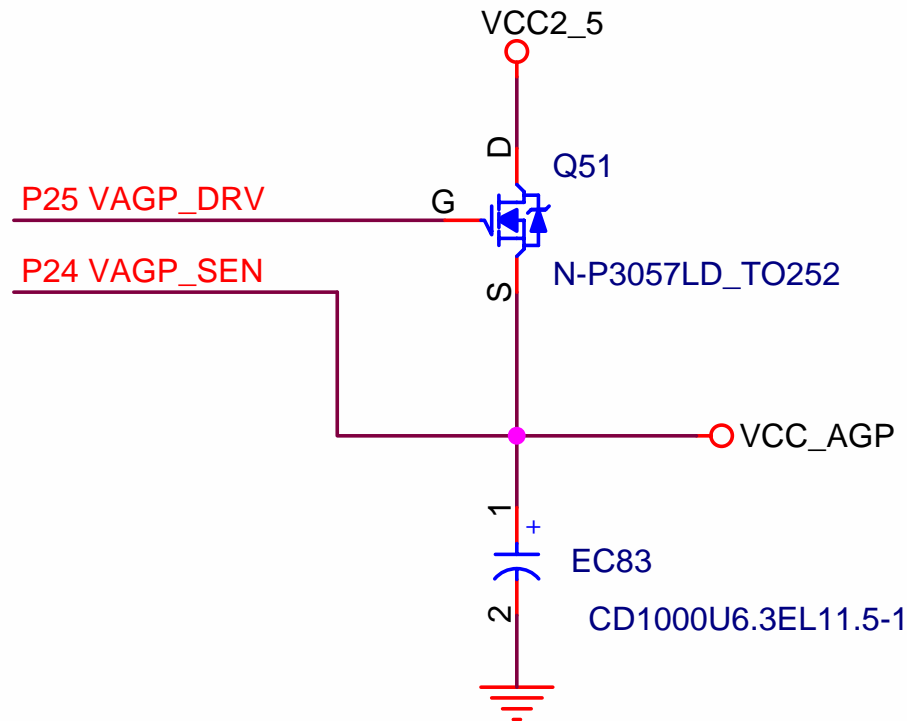 VCC2_5
D
Q51
P25 VAGP_DRV
G
P24 VAGP_SEN
N-P3057LD_TO252
S
VCC_AGP
1
+
EC83
2
CD1000U6.3EL11.5-1